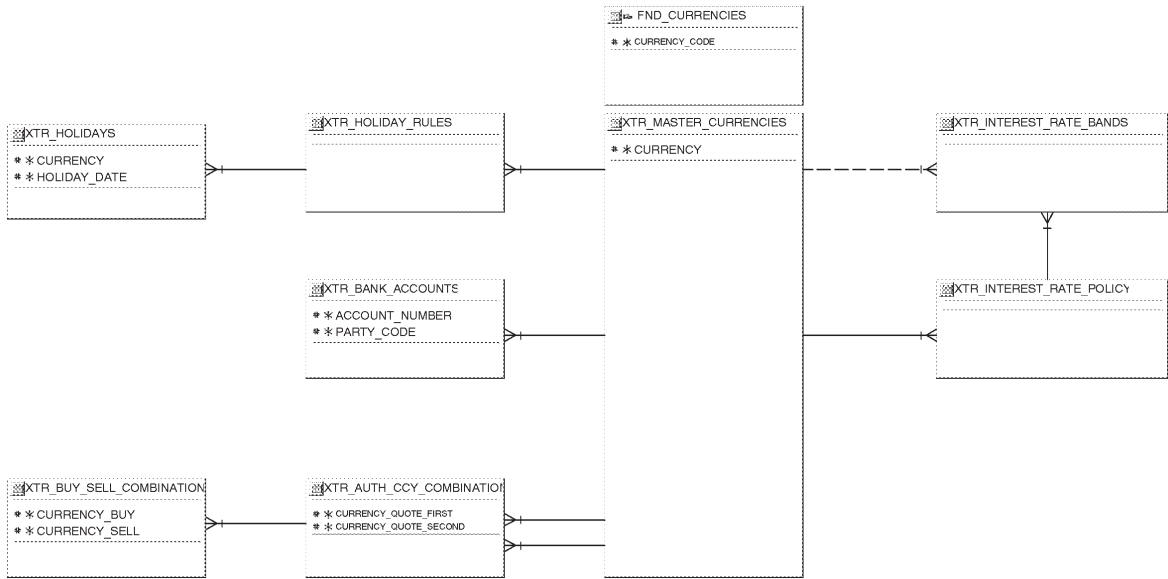 FND_CURRENCIES
# * CURRENCY_CODE
XTR_HOLIDAYS
# * CURRENCY
# * HOLIDAY_DATE
XTR_HOLIDAY_RULES
XTR_MASTER_CURRENCIES
# * CURRENCY
XTR_INTEREST_RATE_BANDS
XTR_BANK_ACCOUNTS
# * ACCOUNT_NUMBER
# * PARTY_CODE
XTR_INTEREST_RATE_POLICY
XTR_BUY_SELL_COMBINATION
# * CURRENCY_BUY
# * CURRENCY_SELL
XTR_AUTH_CCY_COMBINATION
# * CURRENCY_QUOTE_FIRST
# * CURRENCY_QUOTE_SECOND